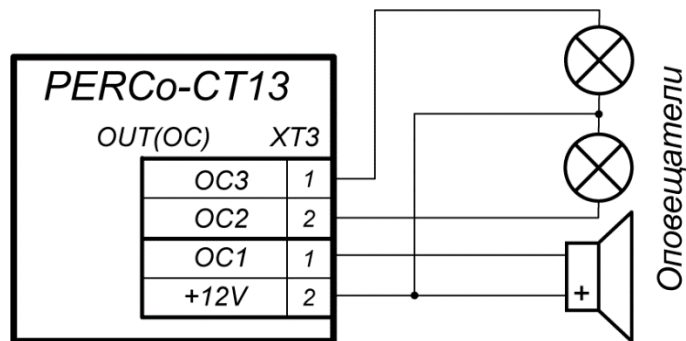 PERCo-CT13
OUT(OC) XT3
OC3 1
OC2 2
OC1 1
+12V 2
+
Оповещатели